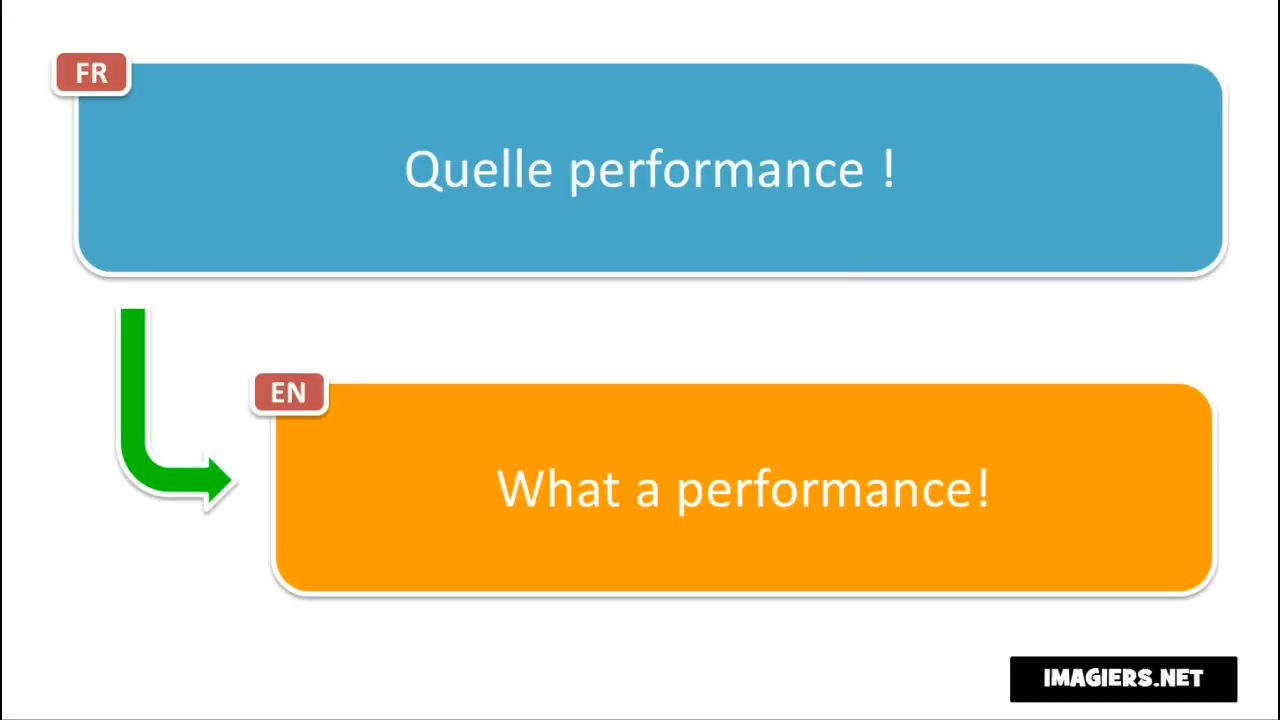 FR
Quelle performance !
EN
What a performance!
IMAGIERS.NET